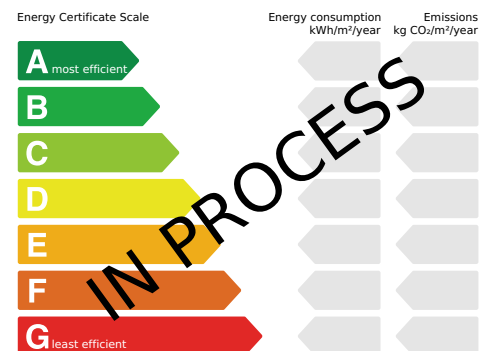 Energy Certificate Scale
Energy consumption
kWh/m²/year
Emissions
kg CO₂/m²/year
A most efficient
B
C
D
E
F
G least efficient
IN PROCESS